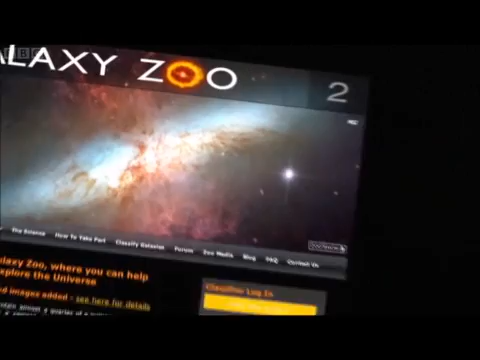 BBC
ALAXY ZOO 2
The Science How To Take Part Classify Galaxies Forum Zoo Media Blog FAQ Contact Us
alaxy Zoo, where you can help
xplore the Universe
d images added - see here for details
Log In